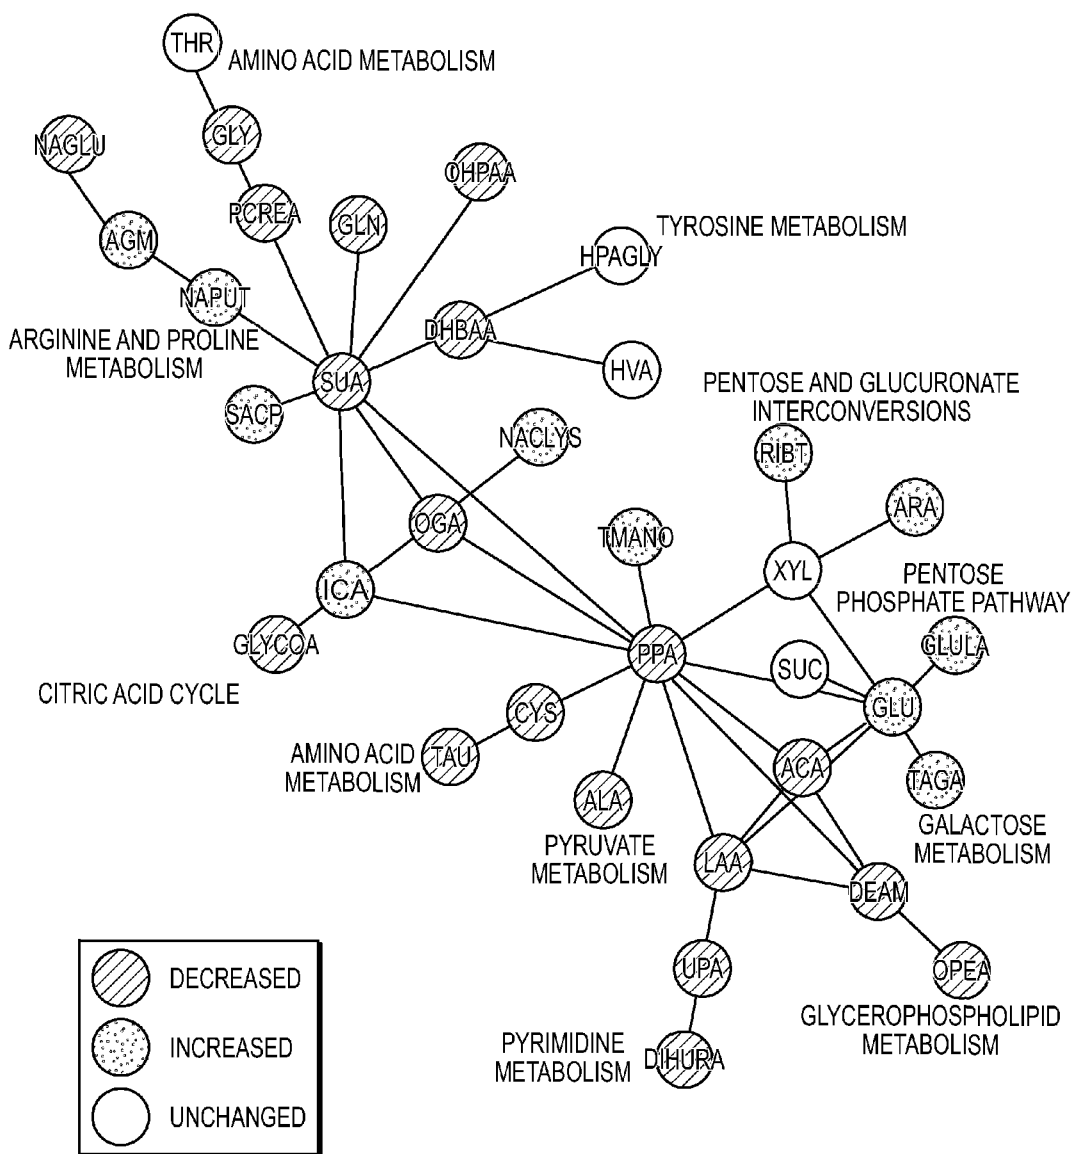 THR
AMINO ACID METABOLISM
NAGLU
GLY
OHPAA
PCREA
GLN
AGM
HPAGLY
TYROSINE METABOLISM
NAPUT
DHBAA
ARGININE AND PROLINE
METABOLISM
SUA
HVA
PENTOSE AND GLUCURONATE
INTERCONVERSIONS
SACP
NACLYS
RIBT
OGA
TMANO
ARA
ICA
XYL
PENTOSE
PHOSPHATE PATHWAY
GLYCOA
PPA
SUC
GLULA
CITRIC ACID CYCLE
CYS
GLU
AMINO ACID
METABOLISM
TAU
ALA
ACA
TAGA
PYRUVATE
METABOLISM
GALACTOSE
METABOLISM
LAA
DEAM
UPA
OPEA
GLYCEROPHOSPHOLIPID
METABOLISM
PYRIMIDINE
METABOLISM
DIHURA
DECREASED
INCREASED
UNCHANGED